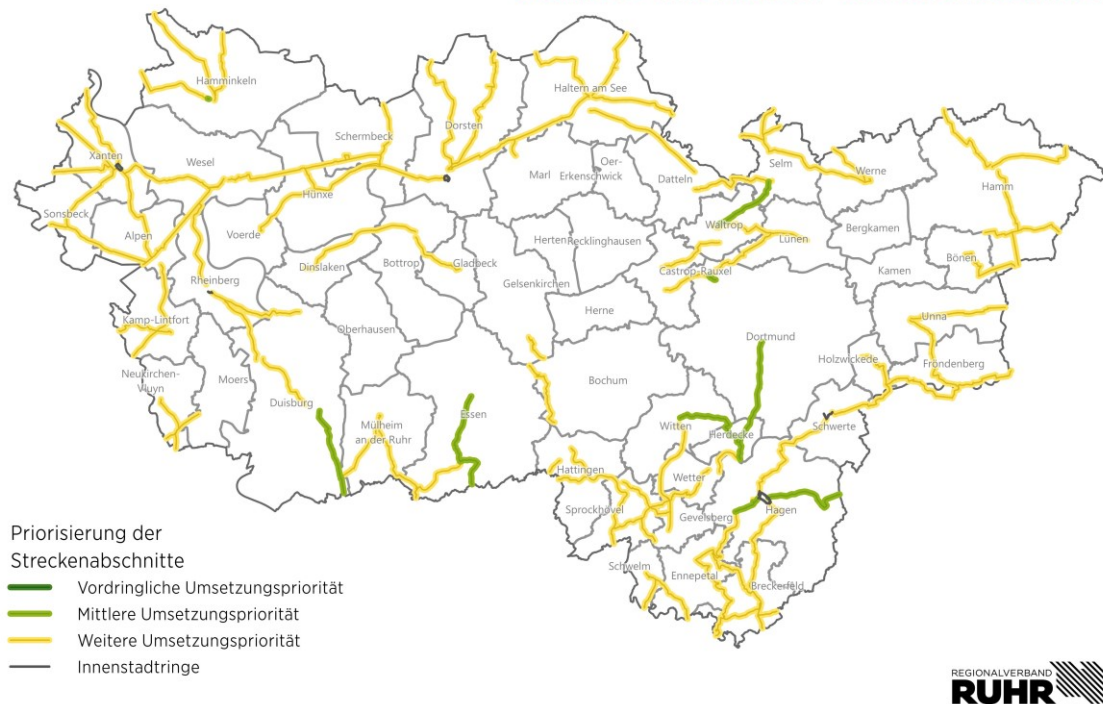 Hamminkeln
Haltern am See
Dorsten
Schermbeck
Xanten
Wesel
Selm
Werne
Marl
Oer-
Erkenschwick
Datteln
Hamm
Hünxe
Sonsbeck
Alpen
Voerde
Waltrop
Lünen
Bergkamen
Herten
Recklinghausen
Bönen
Dinslaken
Bottrop
Gladbeck
Castrop-Rauxel
Kamen
Rheinberg
Gelsenkirchen
Herne
Unna
Kamp-Lintfort
Oberhausen
Dortmund
Holzwickede
Fröndenberg
Neukirchen-
Vluyn
Moers
Bochum
Duisburg
Essen
Mülheim
an der Ruhr
Witten
Herdecke
Schwerte
Hattingen
Wetter
Sprockhövel
Gevelsberg
Hagen
Schwelm
Ennepetal
Breckerfeld
Priorisierung der
Streckenabschnitte
Vordringliche Umsetzungspriorität
Mittlere Umsetzungspriorität
Weitere Umsetzungspriorität
Innenstadtringe
REGIONALVERBAND
RUHR